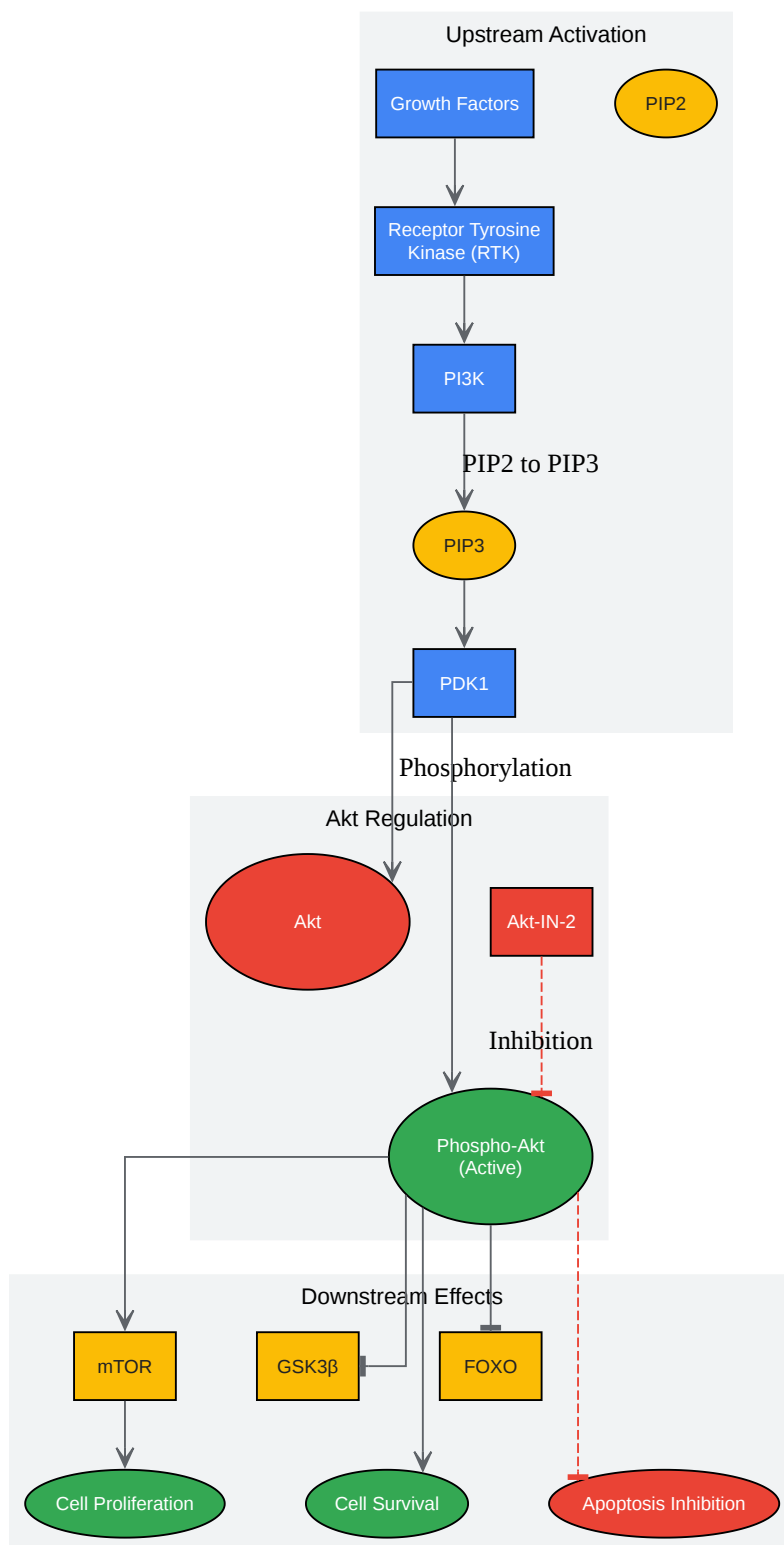 Upstream Activation
Growth Factors
PIP2
Receptor Tyrosine
Kinase (RTK)
PI3K
PIP2 to PIP3
PIP3
PDK1
Phosphorylation
Akt Regulation
Akt
Akt-IN-2
Inhibition
Phospho-Akt
(Active)
Downstream Effects
mTOR
GSK3β
FOXO
Cell Proliferation
Cell Survival
Apoptosis Inhibition